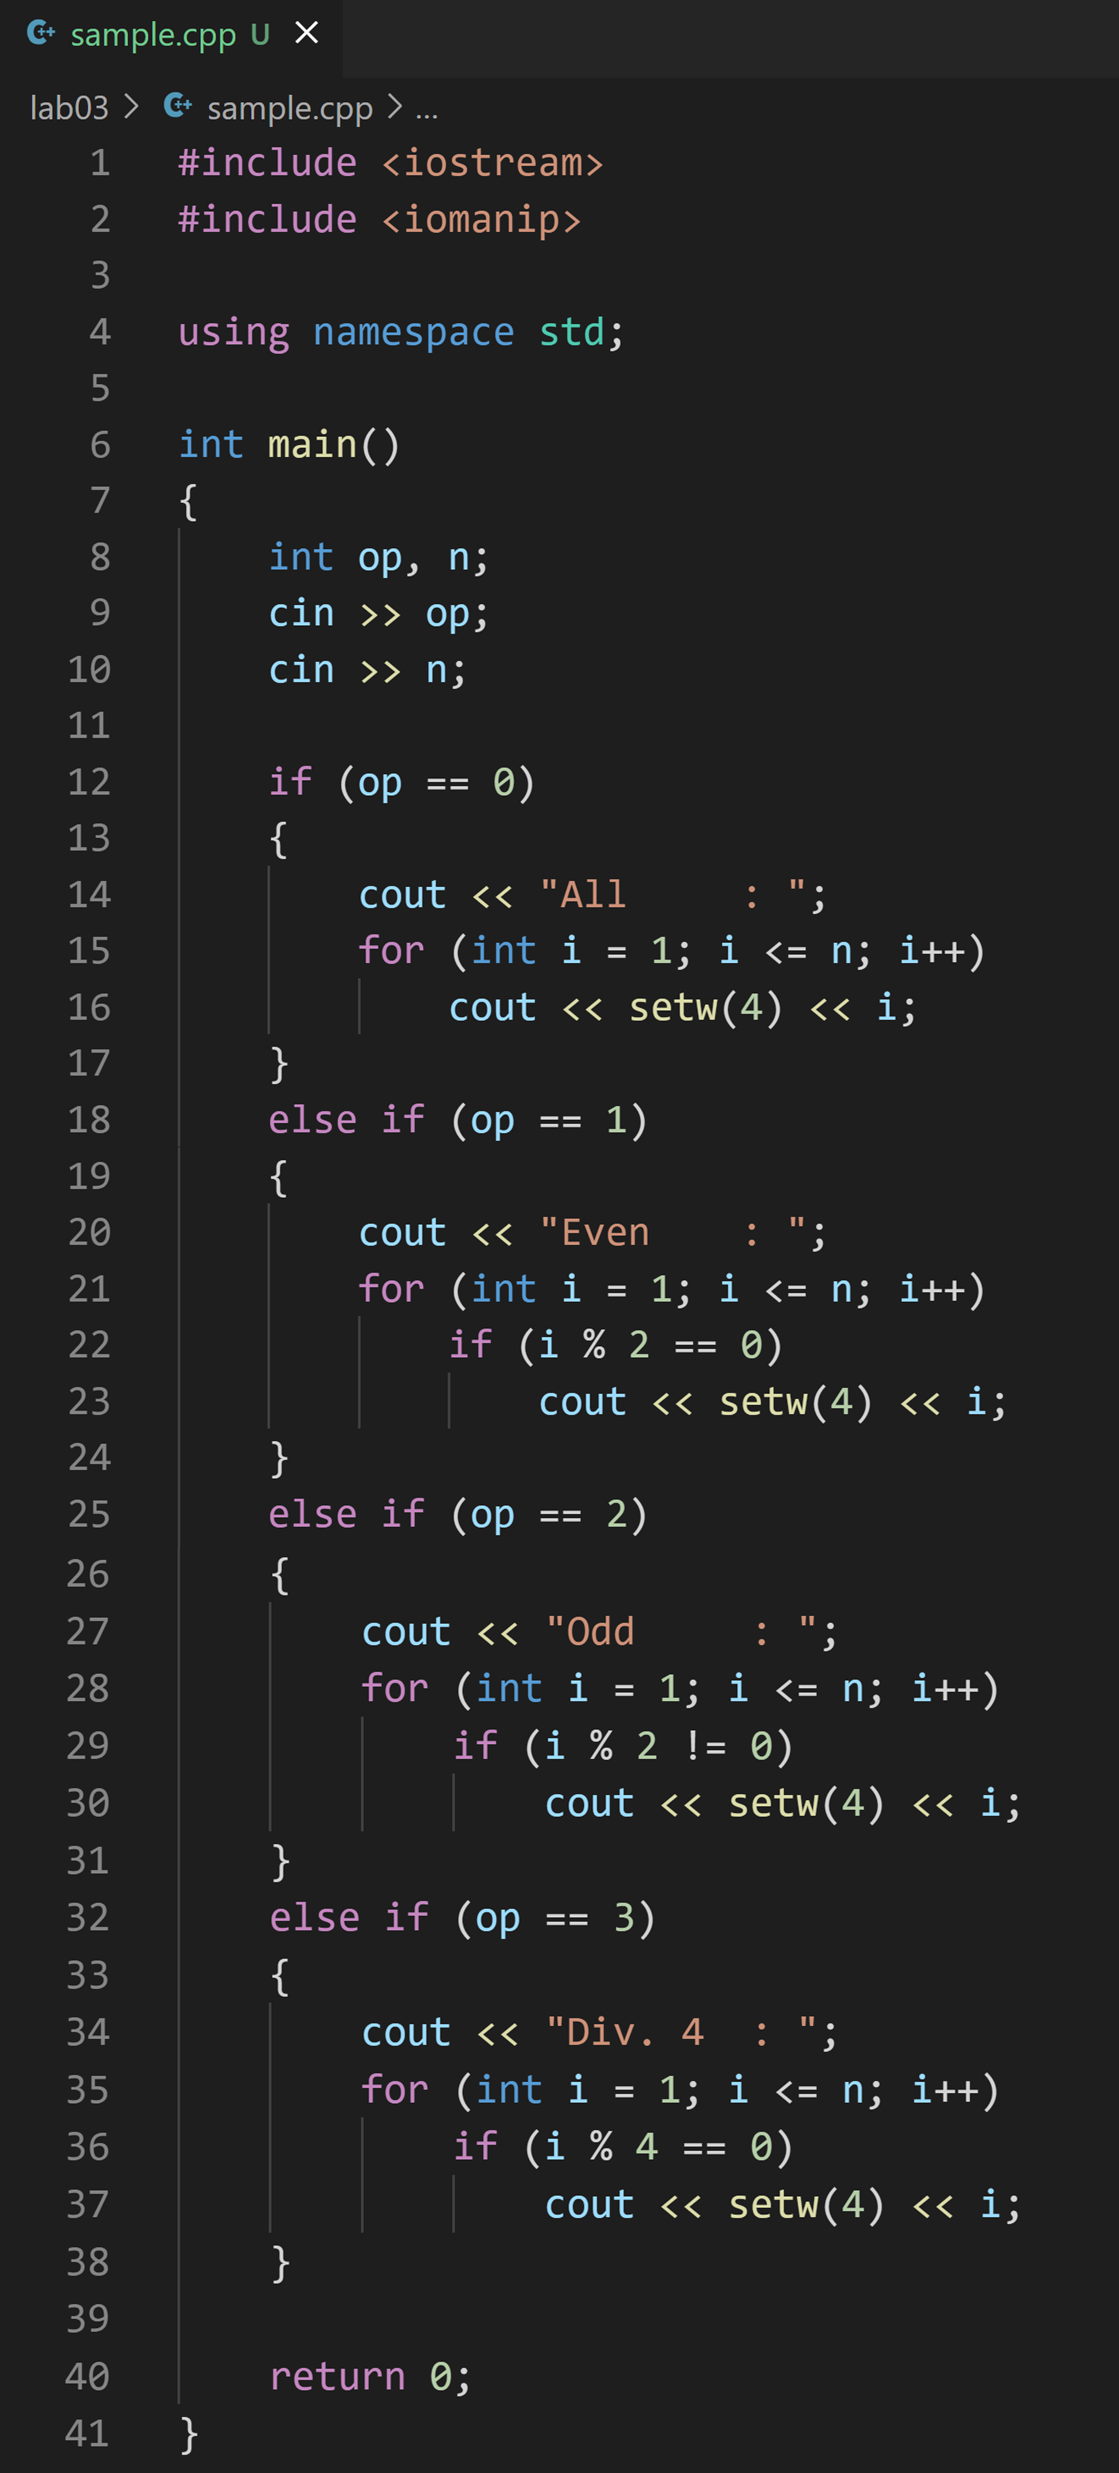 sample.cpp U ×
lab03 > sample.cpp > ...
1 #include <iostream>
2 #include <iomanip>
3
4 using namespace std;
5
6 int main()
7 {
8     int op, n;
9     cin >> op;
10     cin >> n;
11
12     if (op == 0)
13     {
14         cout << "All     : ";
15         for (int i = 1; i <= n; i++)
16             cout << setw(4) << i;
17     }
18     else if (op == 1)
19     {
20         cout << "Even    : ";
21         for (int i = 1; i <= n; i++)
22             if (i % 2 == 0)
23                 cout << setw(4) << i;
24     }
25     else if (op == 2)
26     {
27         cout << "Odd     : ";
28         for (int i = 1; i <= n; i++)
29             if (i % 2 != 0)
30                 cout << setw(4) << i;
31     }
32     else if (op == 3)
33     {
34         cout << "Div. 4  : ";
35         for (int i = 1; i <= n; i++)
36             if (i % 4 == 0)
37                 cout << setw(4) << i;
38     }
39
40     return 0;
41 }